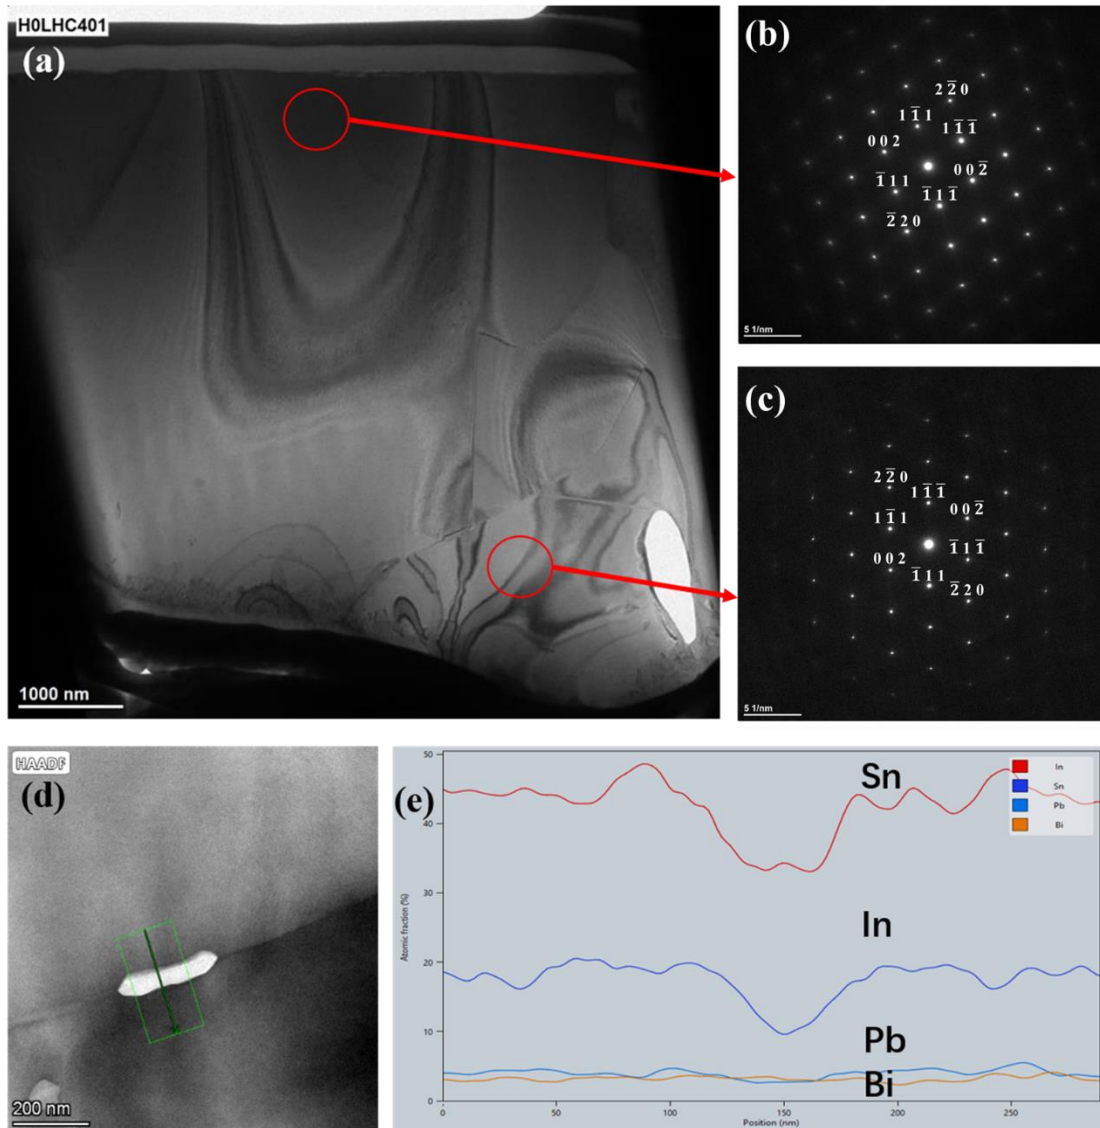 H0LHC401
(a)
1000 nm
(b)
2 2̅ 0
1 1̅ 1
1 1̅ 1̅
0 0 2
0 0 2̅
1̅ 1 1
1̅ 1 1̅
2̅ 2 0
5 1/nm
(c)
2 2̅ 0
1 1̅ 1̅
0 0 2̅
1 1̅ 1
1̅ 1 1̅
0 0 2
1̅ 1 1
2̅ 2 0
5 1/nm
HAADF
(d)
200 nm
(e)
50
40
30
20
10
0
Atomic fraction (%)
Sn
In
Pb
Bi
In
Sn
Pb
Bi
0
50
100
150
200
250
Position (nm)